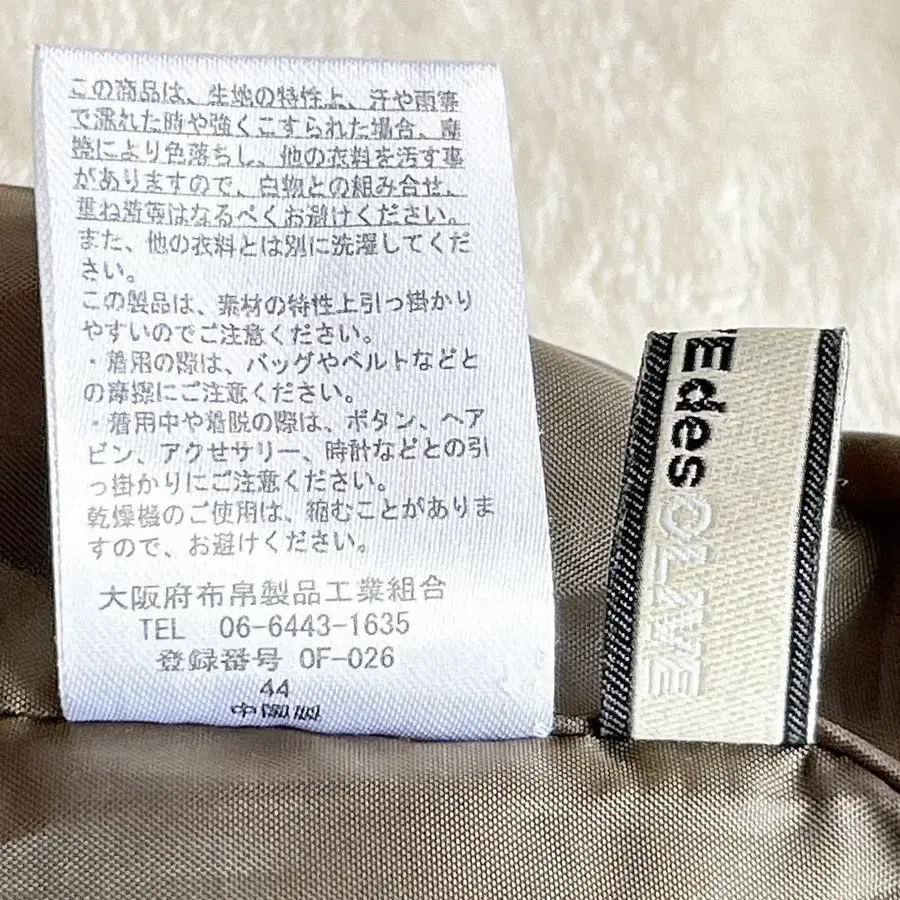 この商品は、生地の特性上、汗や雨等
で濡れた時や強くこすられた場合、摩
擦により色落ちし、他の衣料を汚す事
がありますので、白物との組み合せ、
重ね着等はなるべくお避けください。
また、他の衣料とは別に洗濯してくだ
さい。
この製品は、素材の特性上引っ掛かり
やすいのでご注意ください。
・着用の際は、バッグやベルトなどと
の摩擦にご注意ください。
・着用中や着脱の際は、ボタン、ヘア
ピン、アクセサリー、時計などとの引
っ掛かりにご注意ください。
乾燥機のご使用は、縮むことがありま
すので、お避けください。
大阪府布帛製品工業組合
TEL 06-6443-1635
登録番号 OF-026
44
中国製
des